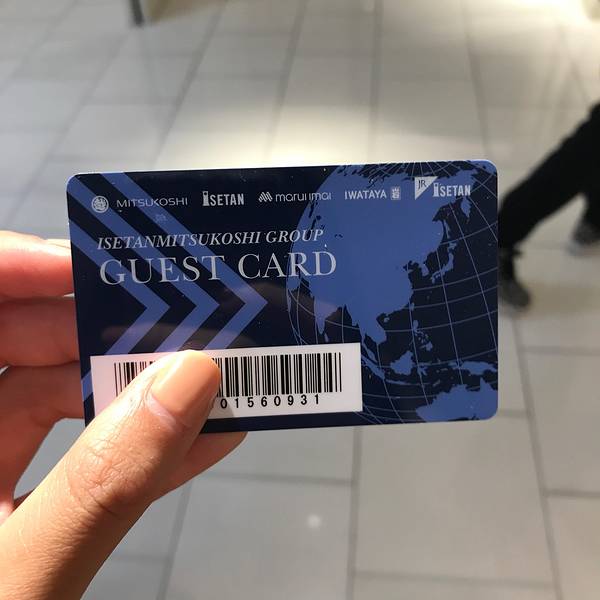 MITSUKOSHI ISETAN MARUI IMAI IWATAYA JR ISETAN
ISETANMITSUKOSHI GROUP
GUEST CARD
01560931